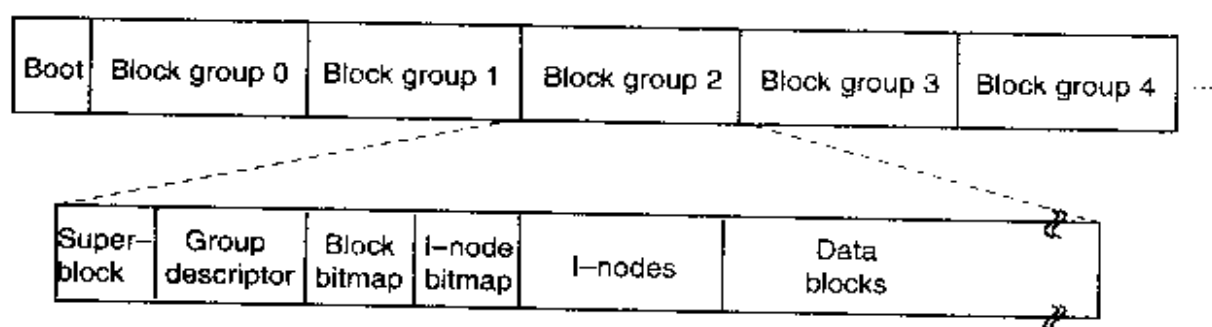 Boot Block group 0 Block group 1 Block group 2 Block group 3 Block group 4 ...
Super–
block
Group
descriptor
Block
bitmap
I–node
bitmap
I–nodes
Data
blocks